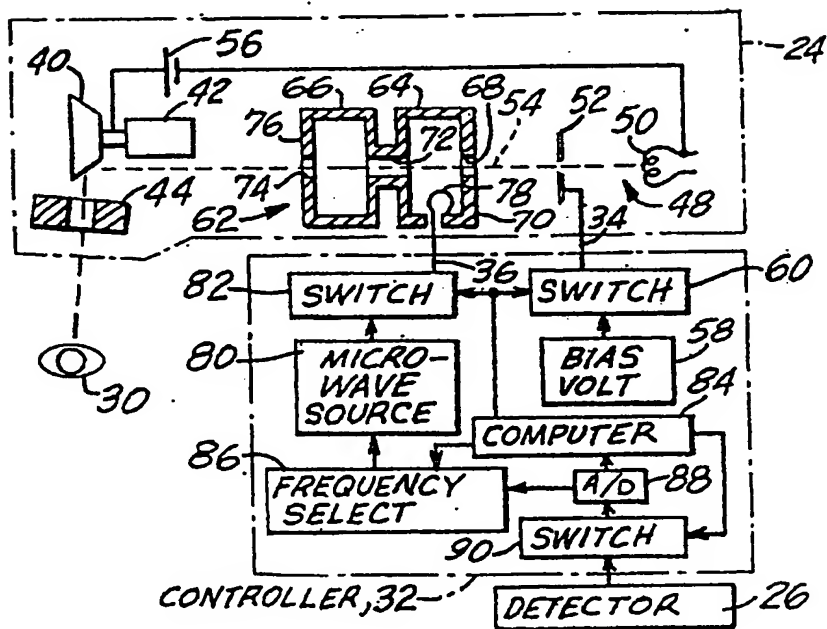 56
40
42
66
64
68
54
52
50
24
76
72
74
78
44
62
48
70
34
36
82
SWITCH
SWITCH
60
80
MICRO-
WAVE
SOURCE
BIAS
VOLT
58
30
84
COMPUTER
86
FREQUENCY
SELECT
A/D
88
90
SWITCH
CONTROLLER,32
DETECTOR
26